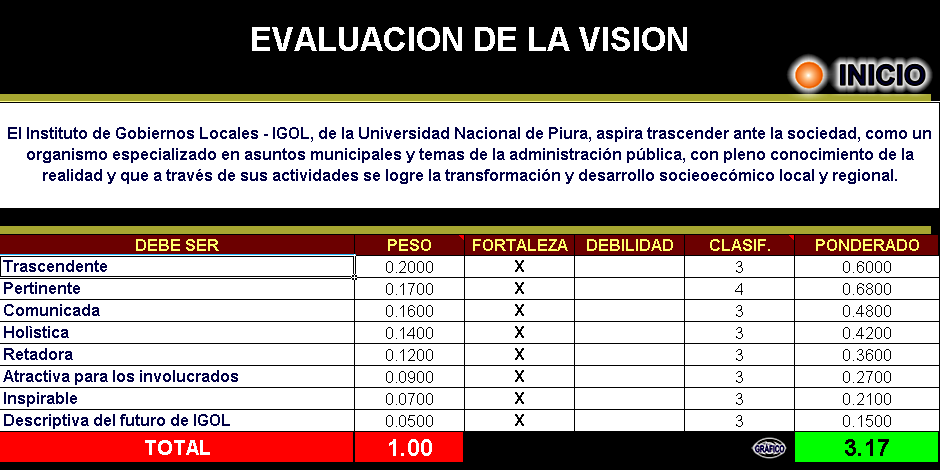 EVALUACION DE LA VISION
INICIO
El Instituto de Gobiernos Locales - IGOL, de la Universidad Nacional de Piura, aspira trascender ante la sociedad, como un
organismo especializado en asuntos municipales y temas de la administración pública, con pleno conocimiento de la
realidad y que a través de sus actividades se logre la transformación y desarrollo socieoecómico local y regional.
DEBE SER PESO FORTALEZA DEBILIDAD CLASIF. PONDERADO
Trascendente 0.2000 X 3 0.6000
Pertinente 0.1700 X 4 0.6800
Comunicada 0.1600 X 3 0.4800
Holìstica 0.1400 X 3 0.4200
Retadora 0.1200 X 3 0.3600
Atractiva para los involucrados 0.0900 X 3 0.2700
Inspirable 0.0700 X 3 0.2100
Descriptiva del futuro de IGOL 0.0500 X 3 0.1500
TOTAL 1.00 GRÁFICO 3.17